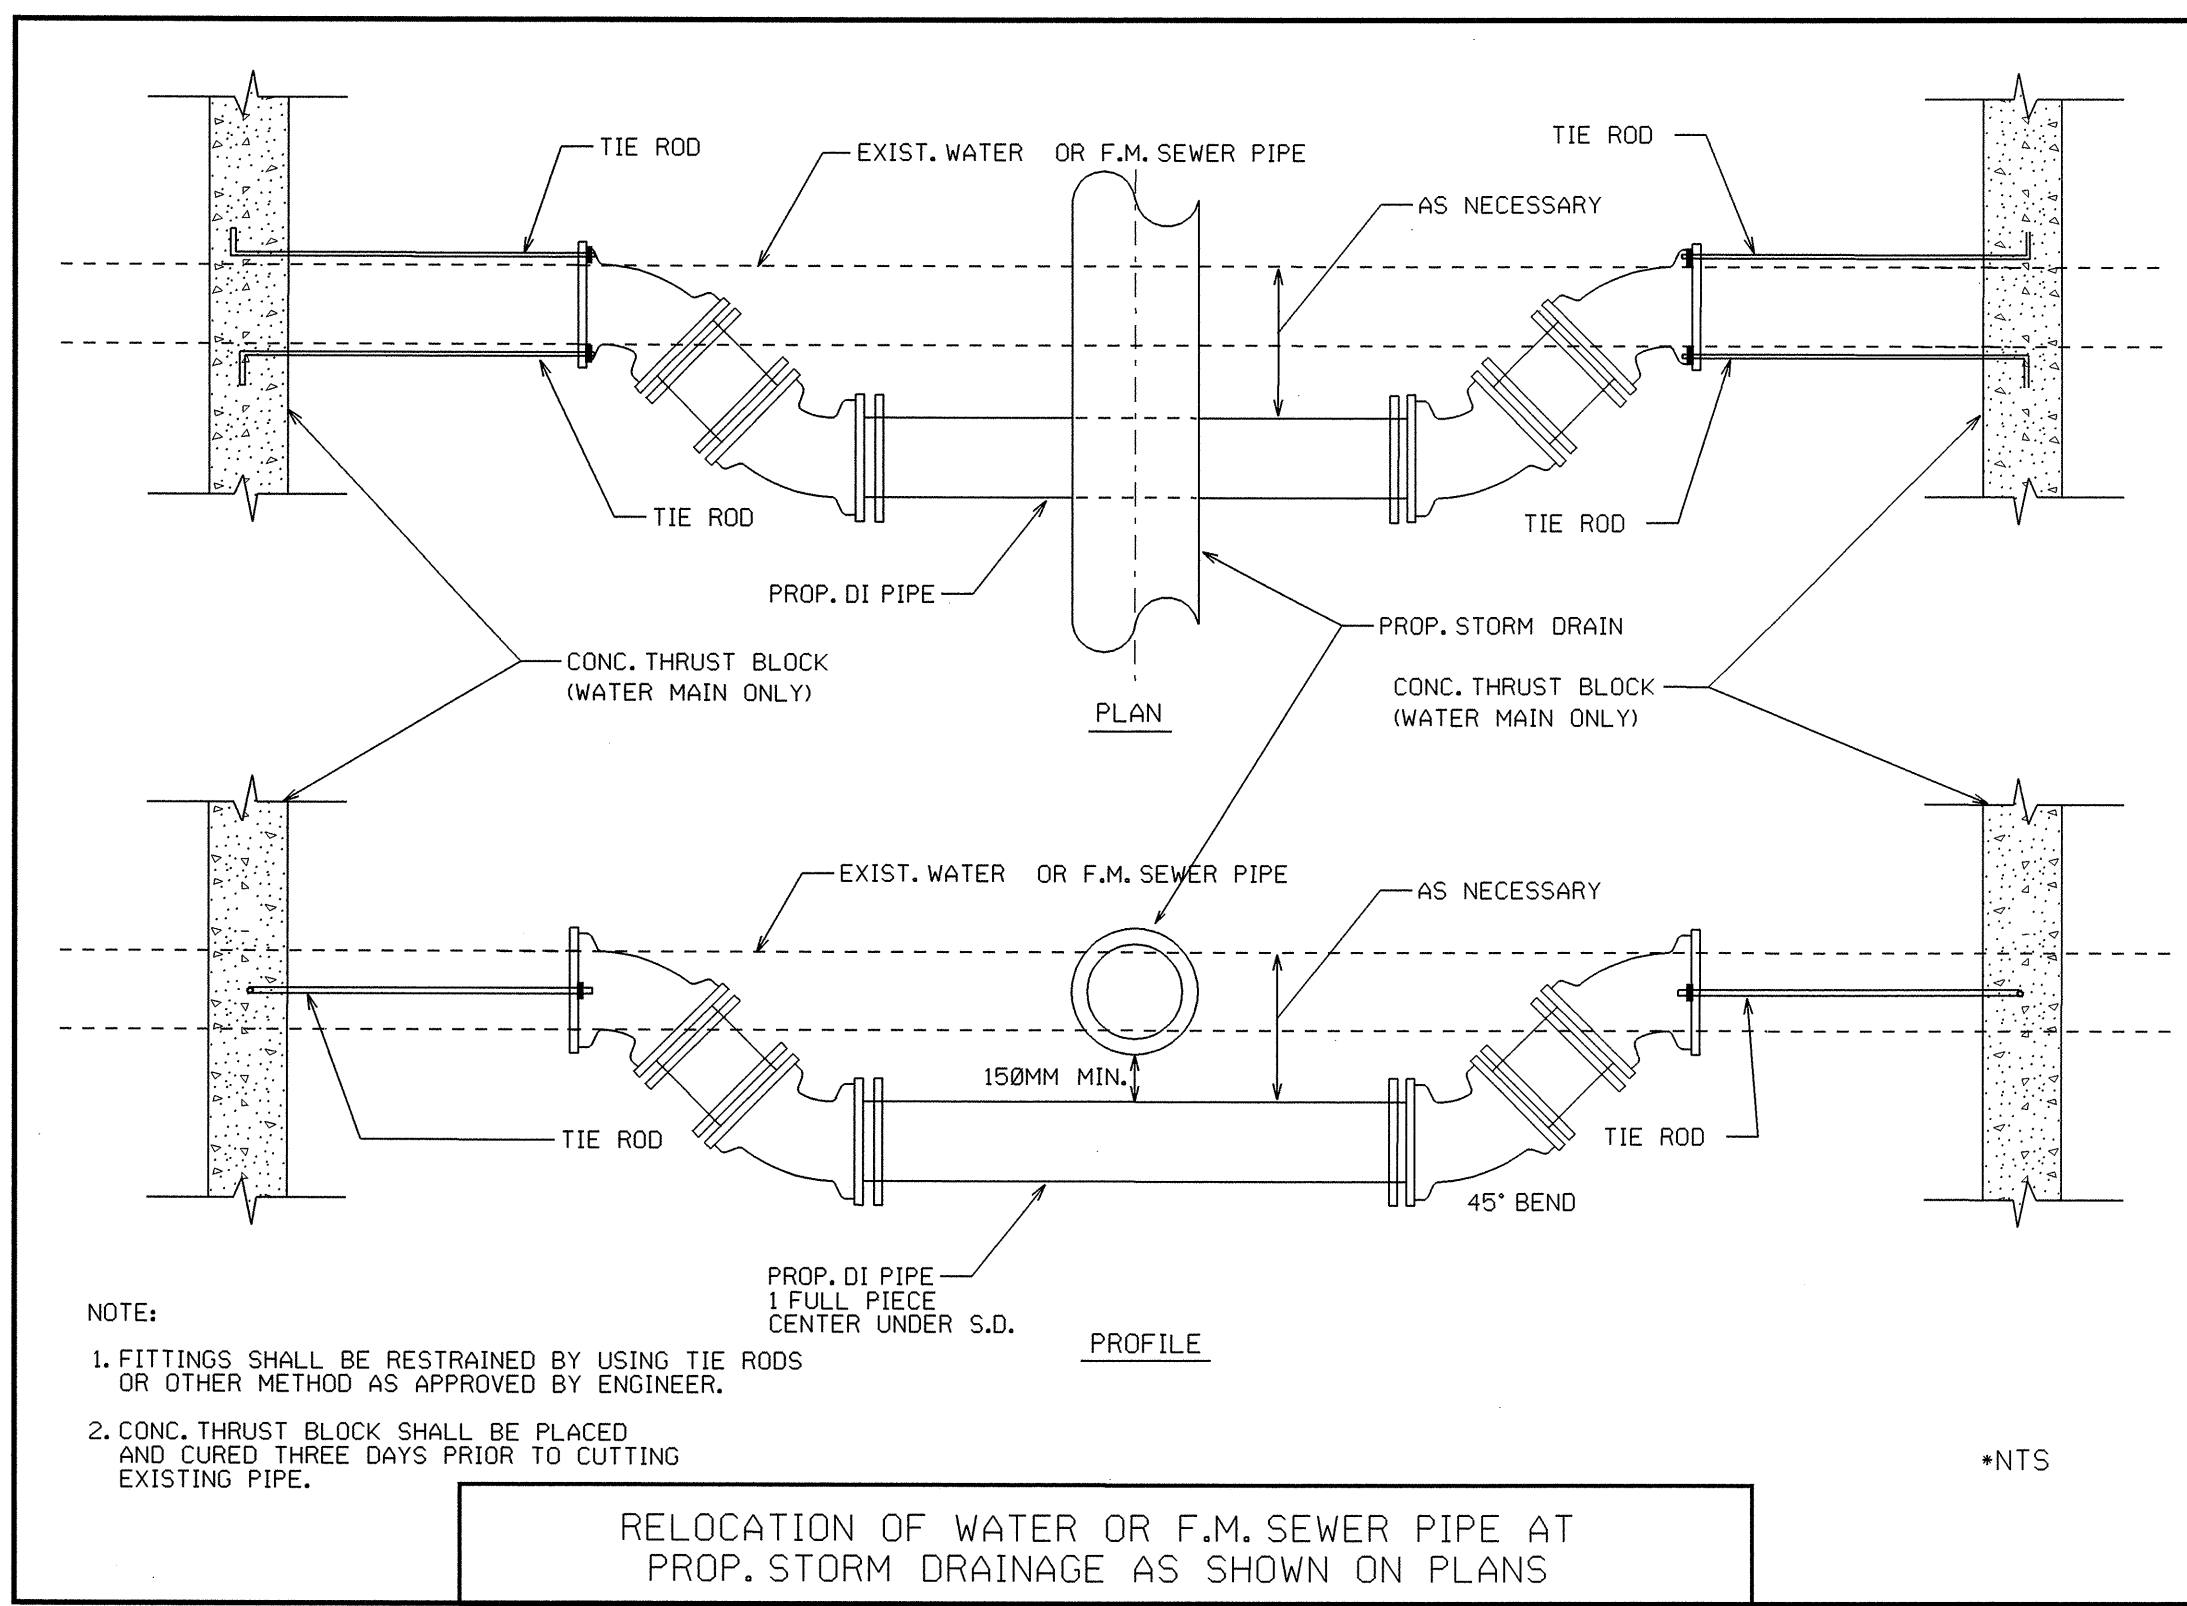 TIE ROD
EXIST. WATER OR F.M. SEWER PIPE
TIE ROD
AS NECESSARY
TIE ROD
TIE ROD
PROP. DI PIPE
PROP. STORM DRAIN
CONC. THRUST BLOCK
(WATER MAIN ONLY)
CONC. THRUST BLOCK
(WATER MAIN ONLY)
PLAN
EXIST. WATER OR F.M. SEWER PIPE
AS NECESSARY
150MM MIN.
TIE ROD
TIE ROD
45° BEND
PROP. DI PIPE
1 FULL PIECE
CENTER UNDER S.D.
PROFILE
NOTE:
1. FITTINGS SHALL BE RESTRAINED BY USING TIE RODS
OR OTHER METHOD AS APPROVED BY ENGINEER.
2. CONC. THRUST BLOCK SHALL BE PLACED
AND CURED THREE DAYS PRIOR TO CUTTING
EXISTING PIPE.
*NTS
RELOCATION OF WATER OR F.M. SEWER PIPE AT
PROP. STORM DRAINAGE AS SHOWN ON PLANS